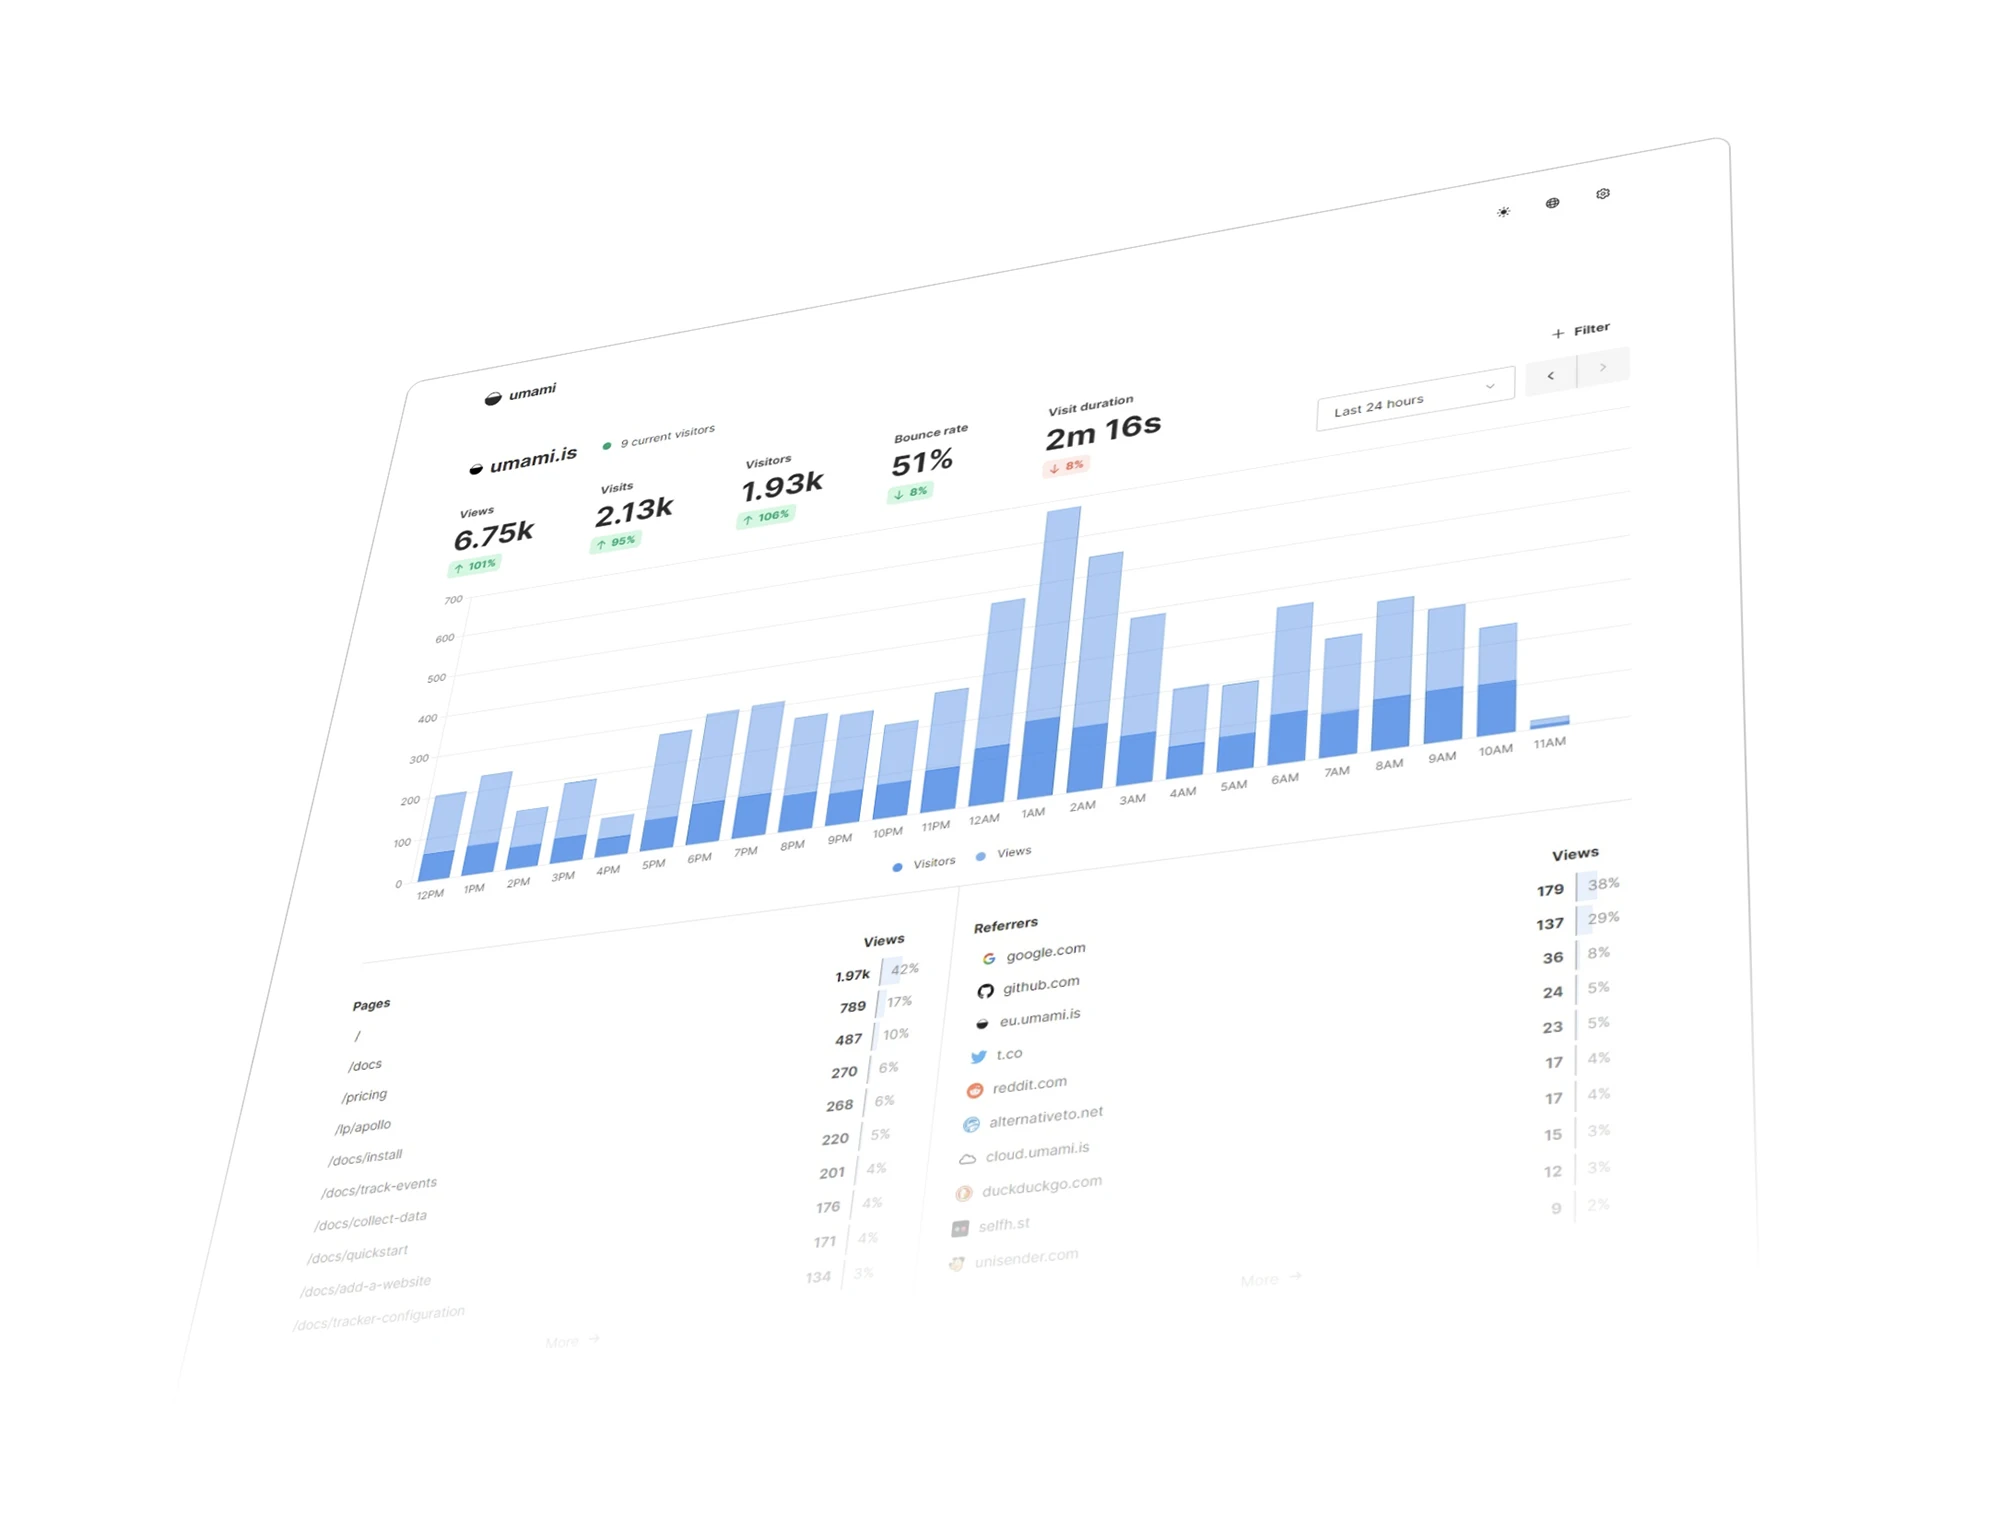 umami
umami.is
9 current visitors
Views
6.75k
↑ 101%
Visits
2.13k
↑ 95%
Visitors
1.93k
↑ 106%
Bounce rate
51%
↓ 8%
Visit duration
2m 16s
↓ 8%
+ Filter
Last 24 hours
< >
700
600
500
400
300
200
100
0
12PM 1PM 2PM 3PM 4PM 5PM 6PM 7PM 8PM 9PM 10PM 11PM 12AM 1AM 2AM 3AM 4AM 5AM 6AM 7AM 8AM 9AM 10AM 11AM
Visitors Views
Pages Views
/ 1.97k 42%
/docs 789 17%
/pricing 487 10%
/lp/apollo 270 6%
/docs/install 268 6%
/docs/track-events 220 5%
/docs/collect-data 201 4%
/docs/quickstart 176 4%
/docs/add-a-website 171 4%
/docs/tracker-configuration 134 3%
More →
Referrers Views
google.com 179 38%
github.com 137 29%
eu.umami.is 36 8%
t.co 24 5%
reddit.com 23 5%
alternativeto.net 17 4%
cloud.umami.is 17 4%
duckduckgo.com 15 3%
selfh.st 12 3%
unisender.com 9 2%
More →